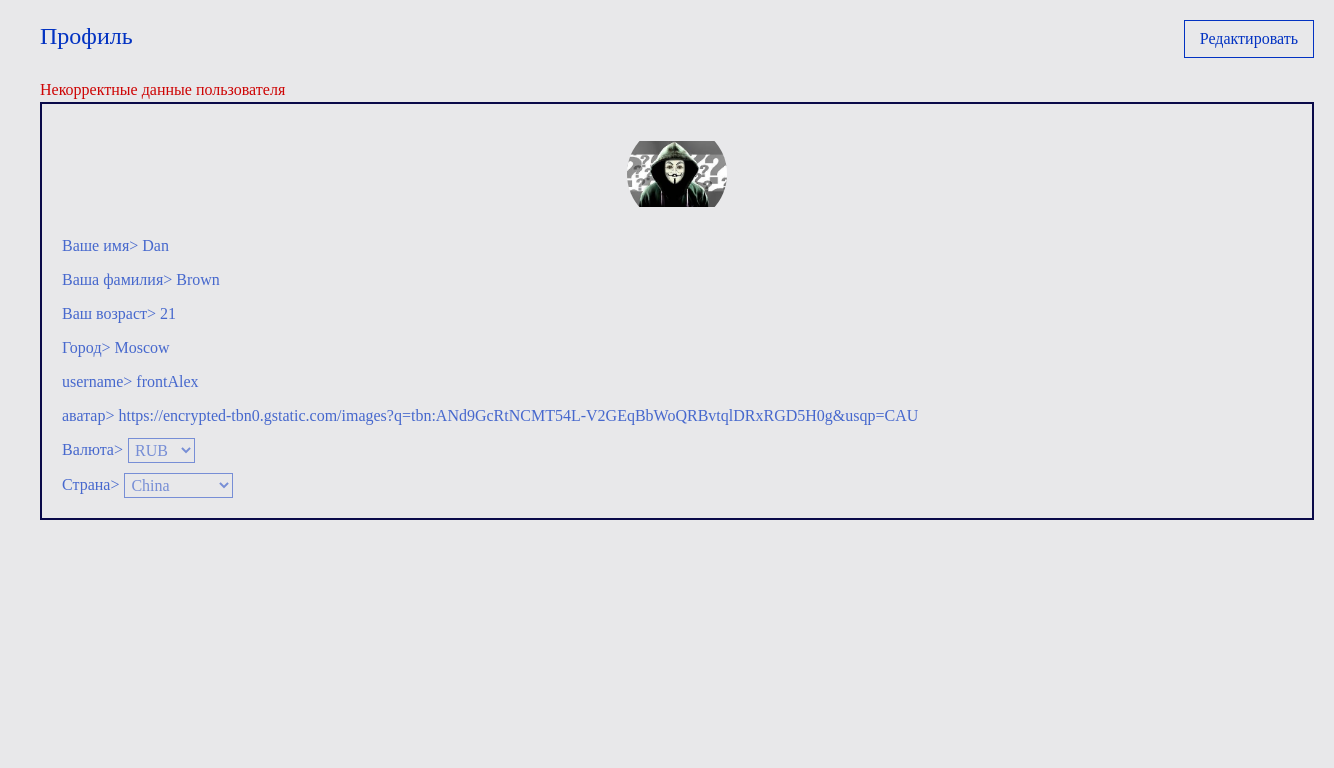 Профиль
Редактировать
Некорректные данные пользователя
Ваше имя> Dan
Ваша фамилия> Brown
Ваш возраст> 21
Город> Moscow
username> frontAlex
аватар> https://encrypted-tbn0.gstatic.com/images?q=tbn:ANd9GcRtNCMT54L-V2GEqBbWoQRBvtqlDRxRGD5H0g&usqp=CAU
Валюта> RUB
Страна> China